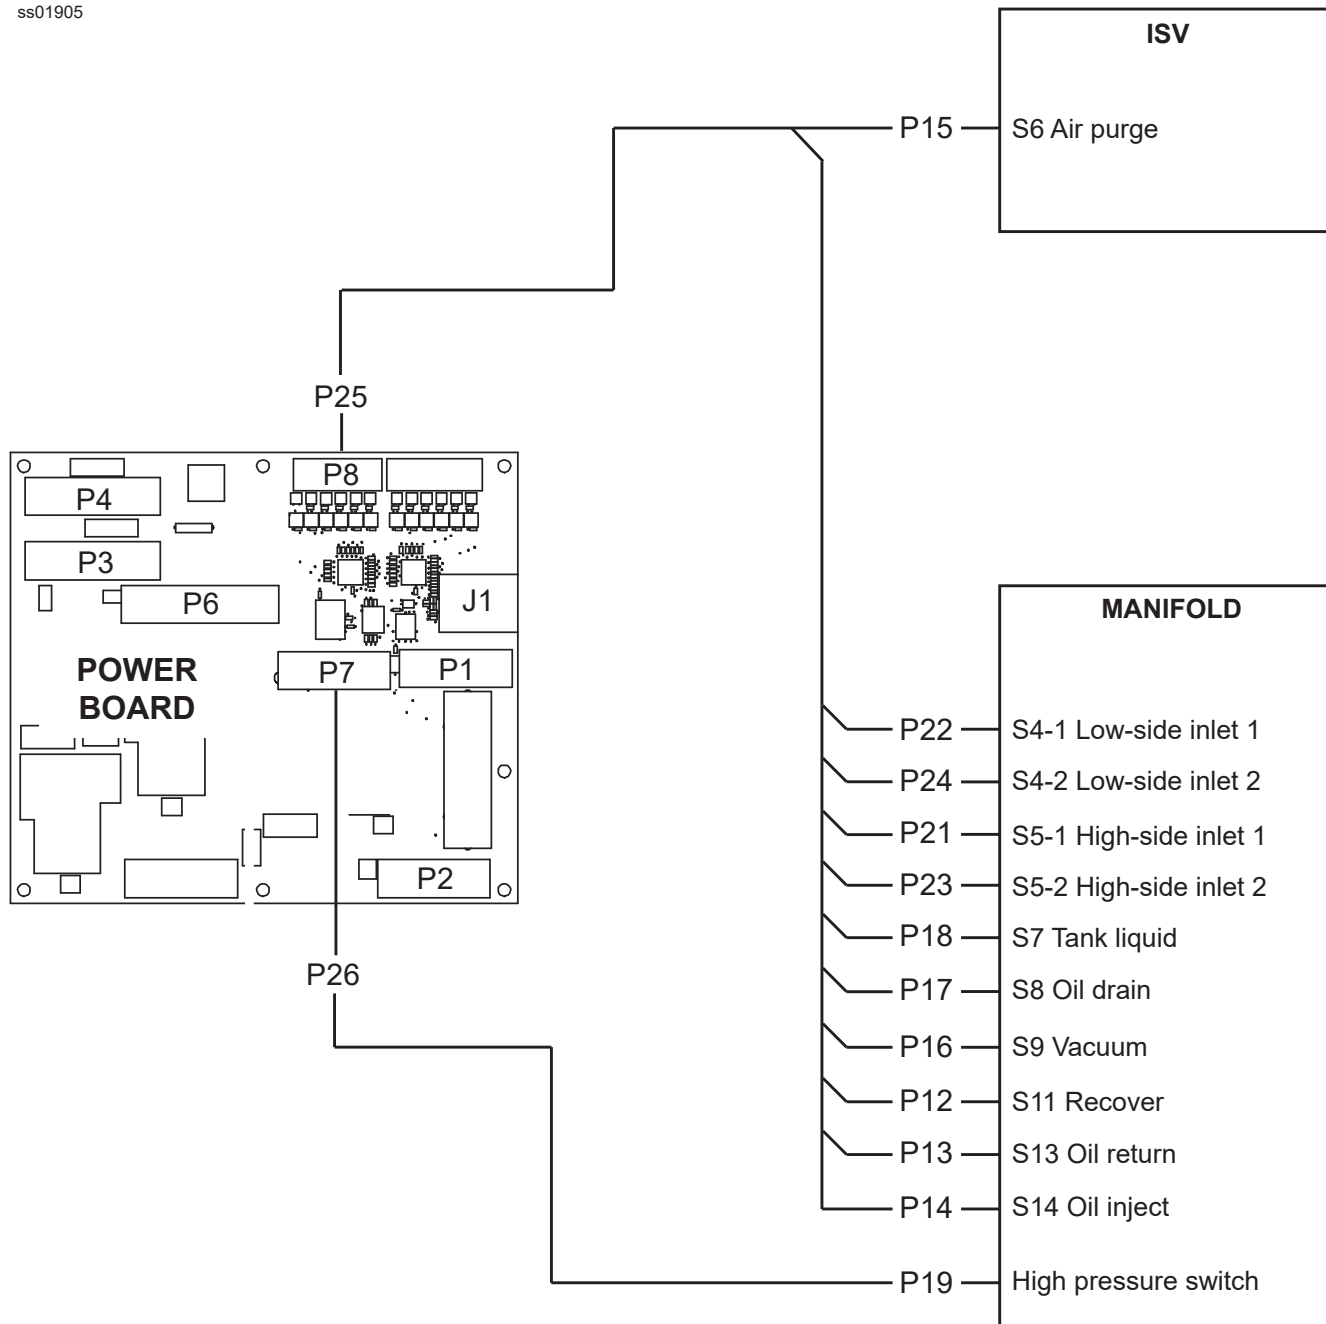 ss01905
ISV
P15
S6 Air purge
P25
P8
P4
P3
P6
J1
P7
P1
POWER
BOARD
P2
P26
MANIFOLD
P22
S4-1 Low-side inlet 1
P24
S4-2 Low-side inlet 2
P21
S5-1 High-side inlet 1
P23
S5-2 High-side inlet 2
P18
S7 Tank liquid
P17
S8 Oil drain
P16
S9 Vacuum
P12
S11 Recover
P13
S13 Oil return
P14
S14 Oil inject
P19
High pressure switch